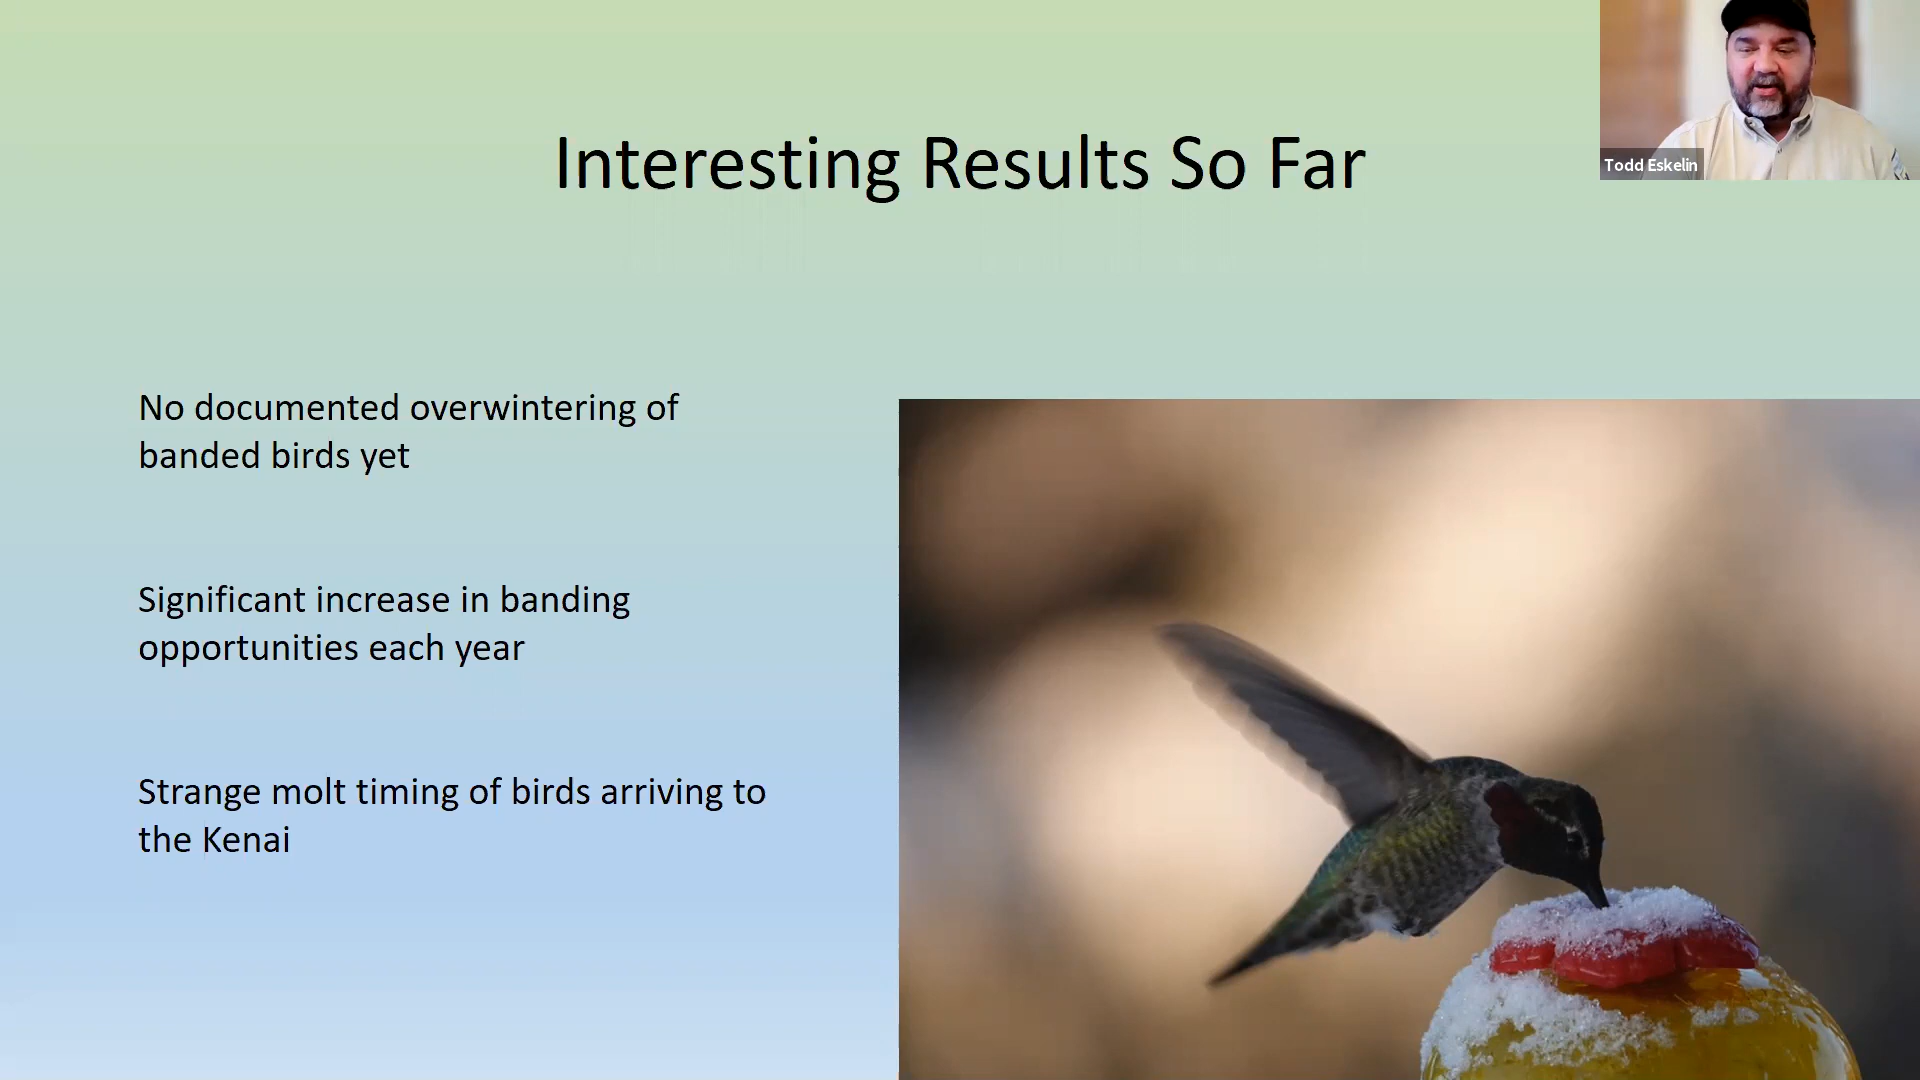 Interesting Results So Far
Todd Eskelin
No documented overwintering of
banded birds yet
Significant increase in banding
opportunities each year
Strange molt timing of birds arriving to
the Kenai